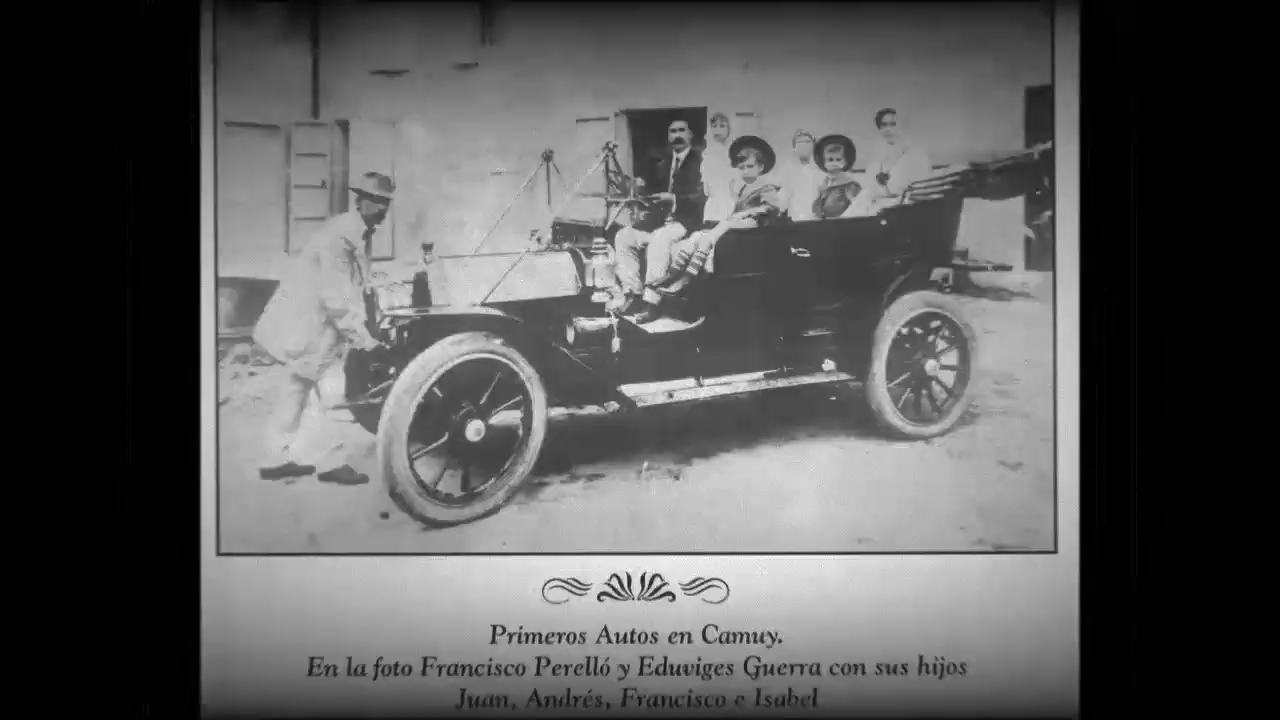 Primeros Autos en Camuy.
En la foto Francisco Perelló y Eduviges Guerra con sus hijos
Juan, Andrés, Francisco e Isabel